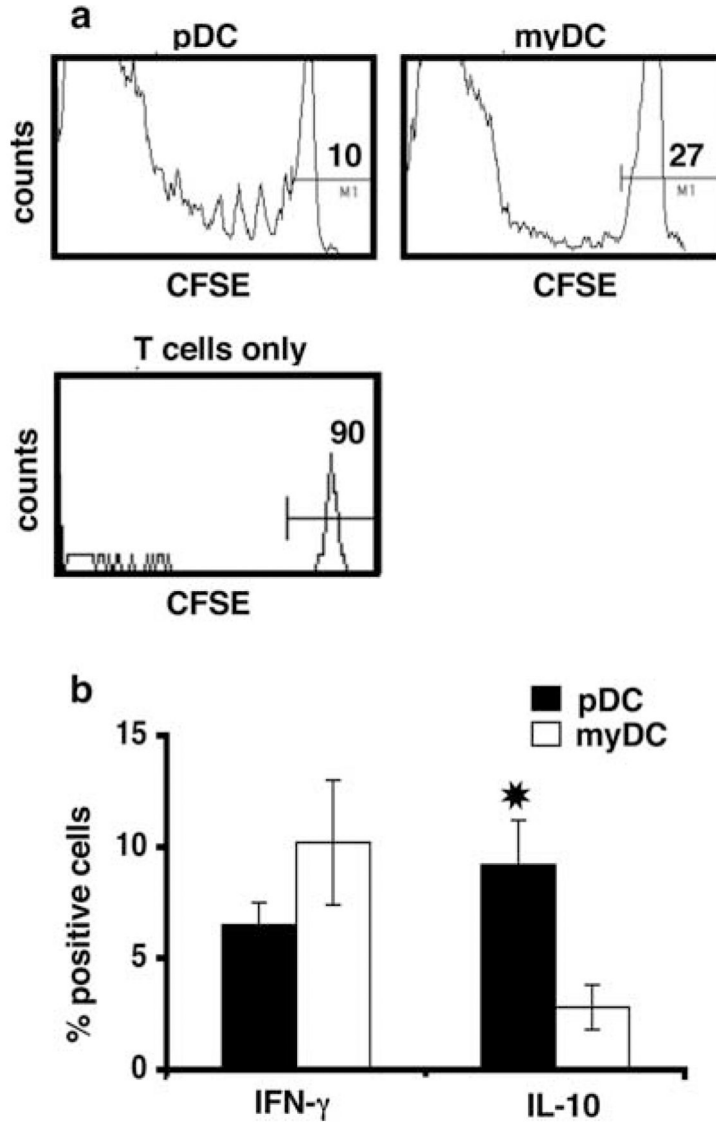 a
pDC
myDC
counts
10
M1
27
M1
CFSE
CFSE
T cells only
counts
90
CFSE
b
pDC
myDC
% positive cells
15
10
5
0
IFN-γ
IL-10